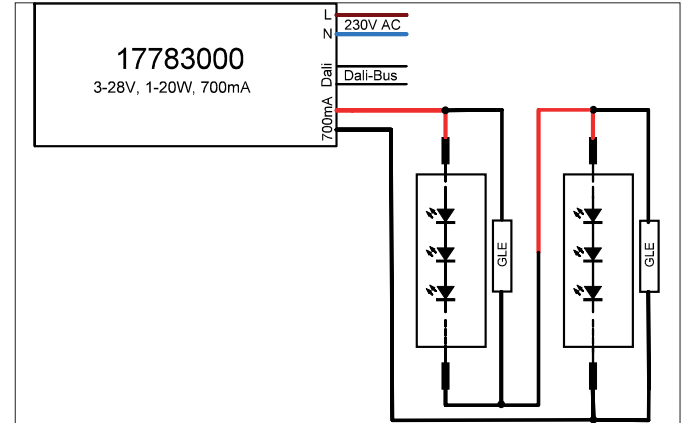 L
230V AC
N
17783000
3-28V, 1-20W, 700mA
Dali
Dali-Bus
700mA
GLE
GLE